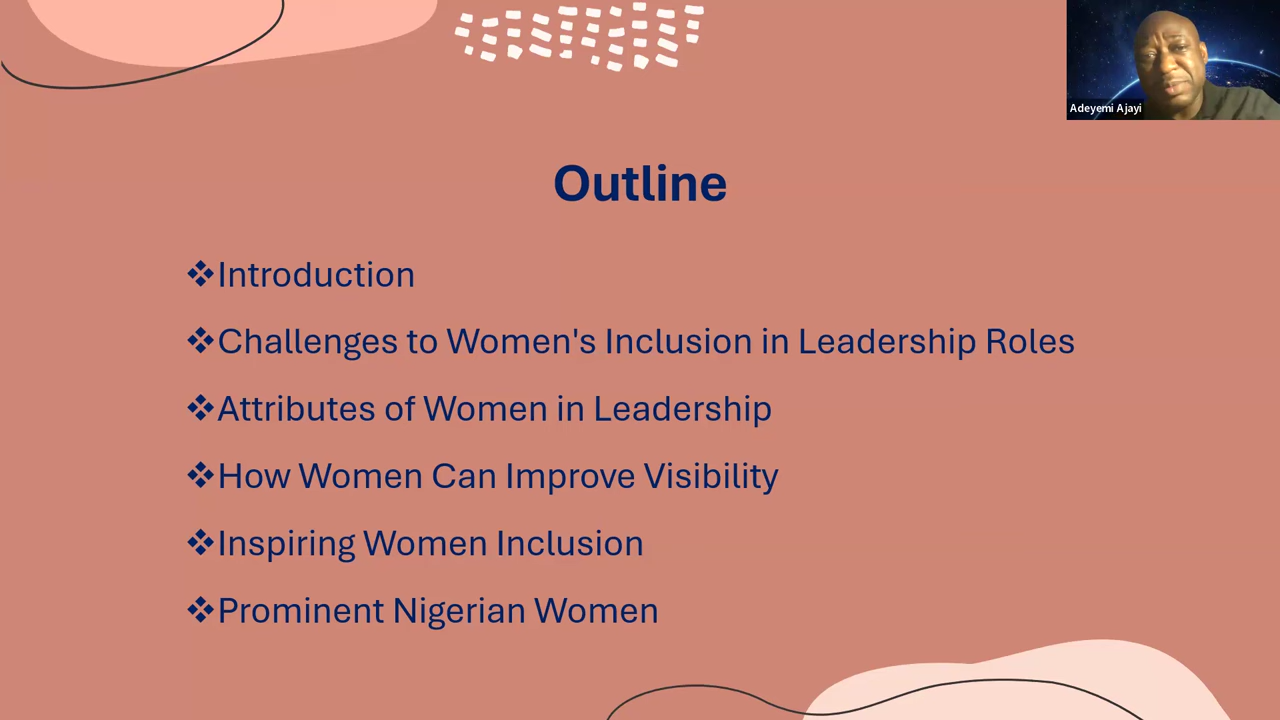 Adeyemi Ajayi
Outline
❖Introduction
❖Challenges to Women's Inclusion in Leadership Roles
❖Attributes of Women in Leadership
❖How Women Can Improve Visibility
❖Inspiring Women Inclusion
❖Prominent Nigerian Women